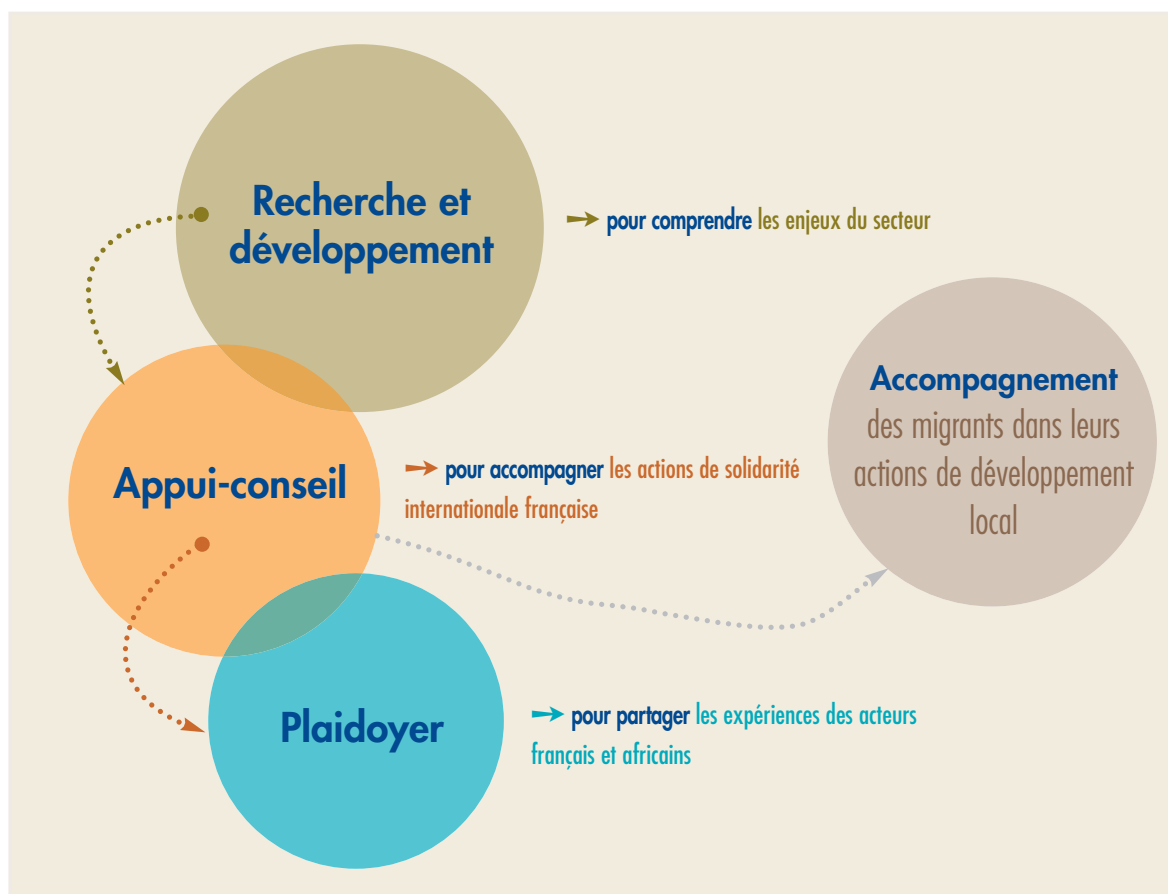 Recherche et
développement
pour comprendre les enjeux du secteur
Appui-conseil
pour accompagner les actions de solidarité
internationale française
Accompagnement
des migrants dans leurs
actions de développement
local
Plaidoyer
pour partager les expériences des acteurs
français et africains